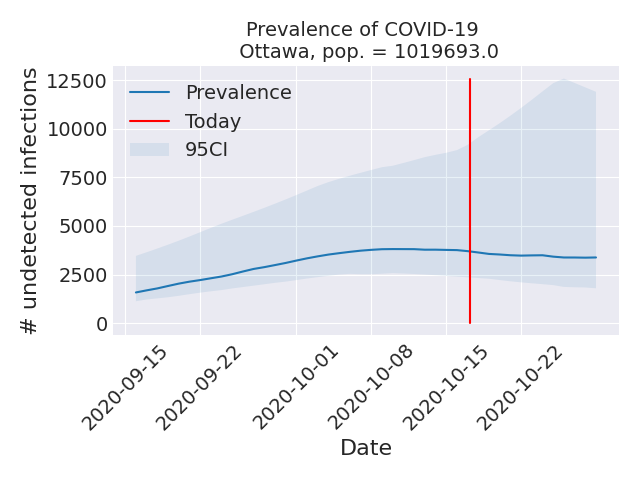 Prevalence of COVID-19
Ottawa, pop. = 1019693.0
# undetected infections
12500
10000
7500
5000
2500
0
Prevalence
Today
95CI
2020-09-15
2020-09-22
2020-10-01
2020-10-08
2020-10-15
2020-10-22
Date